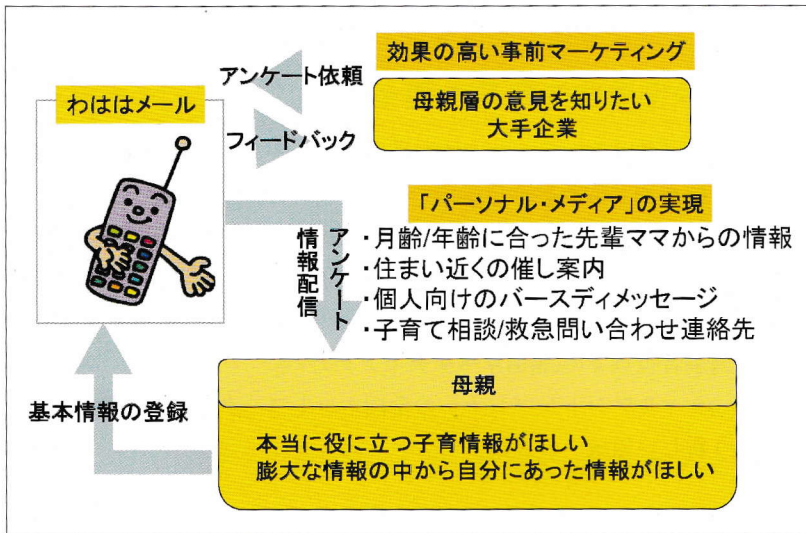 効果の高い事前マーケティング
アンケート依頼
母親層の意見を知りたい
大手企業
わははメール
フィードバック
「パーソナル・メディア」の実現
・月齢/年齢に合った先輩ママからの情報
・住まい近くの催し案内
・個人向けのバースディメッセージ
・子育て相談/救急問い合わせ連絡先
アンケート
情報配信
母親
基本情報の登録
本当に役に立つ子育情報がほしい
膨大な情報の中から自分にあった情報がほしい